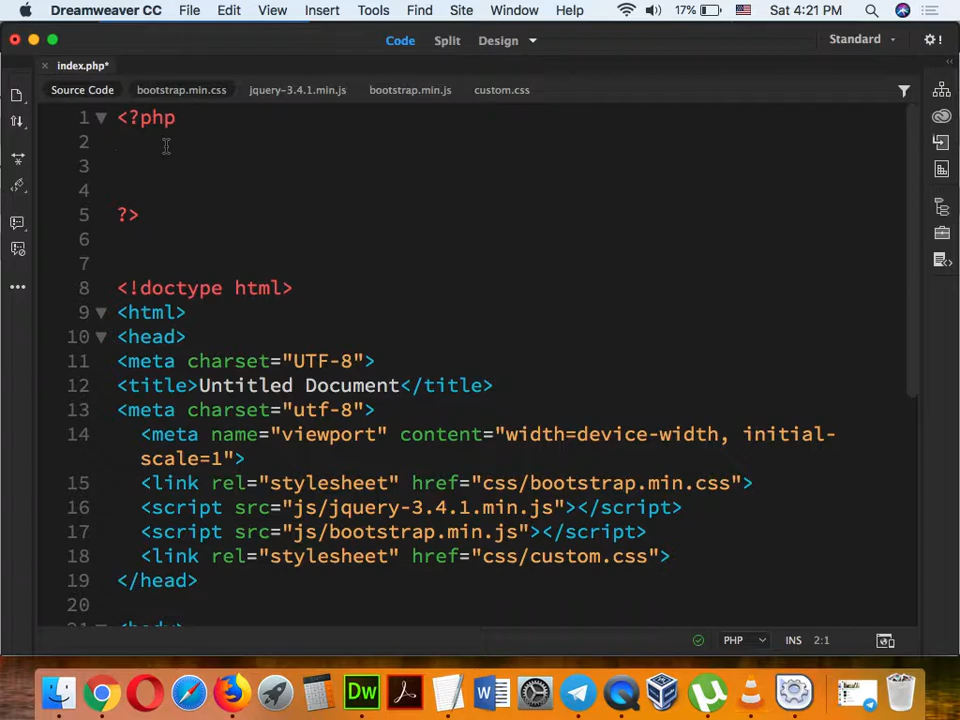 Dreamweaver CC File Edit View Insert Tools Find Site Window Help 17% Sat 4:21 PM
Code Split Design Standard
index.php*
Source Code bootstrap.min.css jquery-3.4.1.min.js bootstrap.min.js custom.css
1 <?php
2
3
4
5 ?>
6
7
8 <!doctype html>
9 <html>
10 <head>
11 <meta charset="UTF-8">
12 <title>Untitled Document</title>
13 <meta charset="utf-8">
14 <meta name="viewport" content="width=device-width, initial-
scale=1">
15 <link rel="stylesheet" href="css/bootstrap.min.css">
16 <script src="js/jquery-3.4.1.min.js"></script>
17 <script src="js/bootstrap.min.js"></script>
18 <link rel="stylesheet" href="css/custom.css">
19 </head>
20
21 <body>
PHP INS 2:1
Dw W